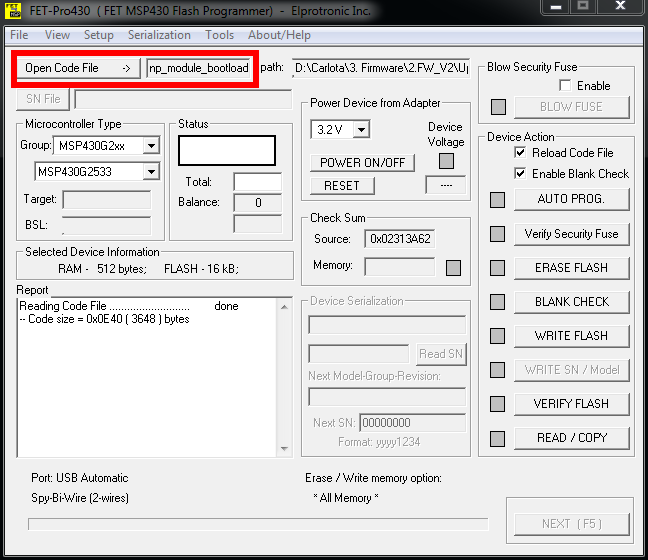 FET-Pro430 ( FET MSP430 Flash Programmer) - Elprotronic Inc.
File View Setup Serialization Tools About/Help
Open Code File -> np_module_bootload path: D:\Carlota\3. Firmware\2.FW_V2\Up
SN File
Microcontroller Type
Group: MSP430G2xx
MSP430G2533
Target:
BSL:
Status
Total:
Balance: 0
Selected Device Information
RAM - 512 bytes; FLASH - 16 kB;
Report
Reading Code File ............................ done
-- Code size = 0x0E40 ( 3648 ) bytes
Power Device from Adapter
3.2 V
Device
Voltage
POWER ON/OFF
RESET
----
Check Sum
Source: 0x02313A62
Memory:
Device Serialization
Read SN
Next Model-Group-Revision:
Next SN: 00000000
Format: yyyy1234
Blow Security Fuse
Enable
BLOW FUSE
Device Action
Reload Code File
Enable Blank Check
AUTO PROG.
Verify Security Fuse
ERASE FLASH
BLANK CHECK
WRITE FLASH
WRITE SN / Model
VERIFY FLASH
READ / COPY
Port: USB Automatic
Spy-Bi-Wire (2-wires)
Erase / Write memory option:
* All Memory *
NEXT ( F5 )